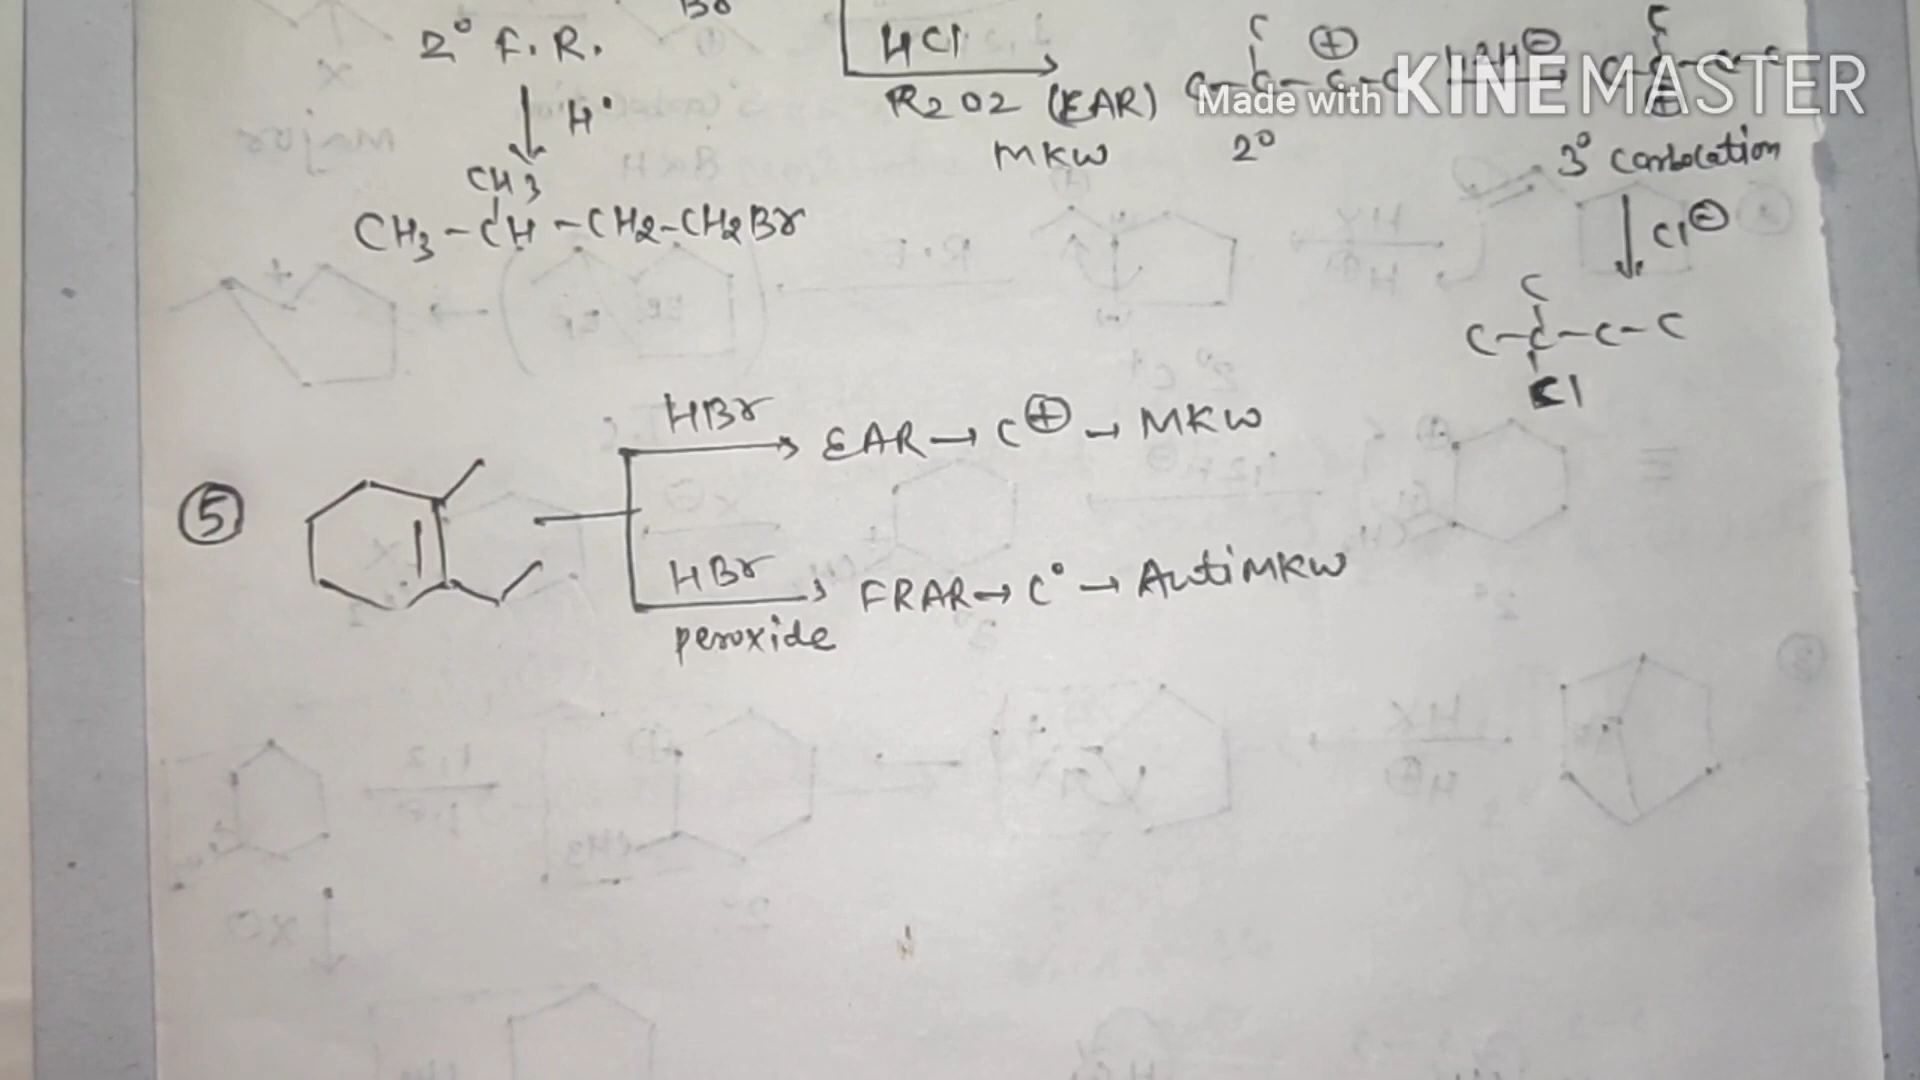 2° F.R.
↓ H•
CH3
CH3-CH-CH2-CH2Br
HCl
R2O2 (EAR)
MKW
C ⊕
C-C-C-C
2°
3° Carbocation
↓ Cl⊖
C
C-C-C-C
Cl
Made with KINEMASTER
⑤
HBr
EAR → C⊕ → MKW
HBr
peroxide
FRAR → C• → AntiMKW